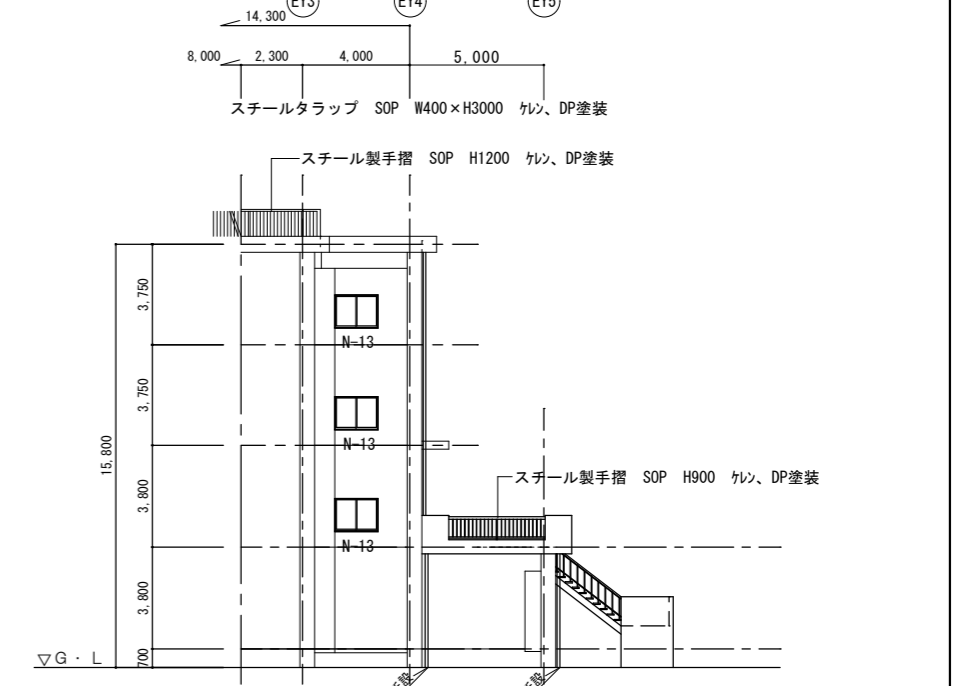 EY3 EY4 EY5
14,300
8,000 2,300 4,000 5,000
スチールタラップ SOP W400×H3000 ケレン、DP塗装
スチール製手摺 SOP H1200 ケレン、DP塗装
3,750
N-13
3,750
N-13
15,800
スチール製手摺 SOP H900 ケレン、DP塗装
3,800
N-13
3,800
700
▽G・L